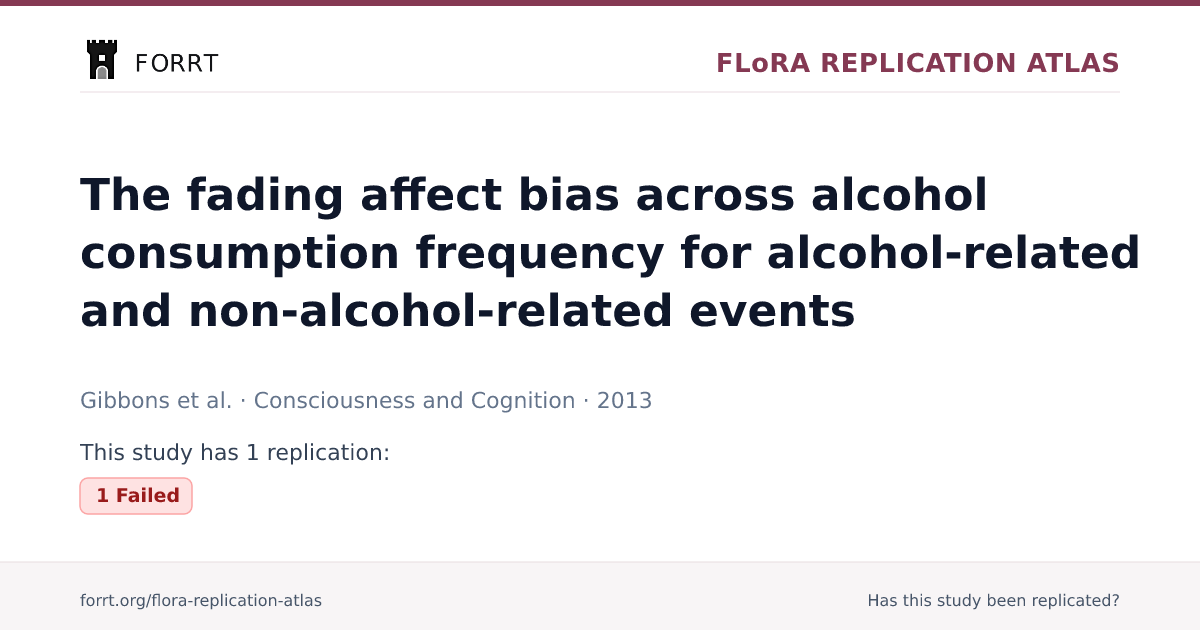 FORRT
FLoRA REPLICATION ATLAS
The fading affect bias across alcohol
consumption frequency for alcohol-related
and non-alcohol-related events
Gibbons et al. · Consciousness and Cognition · 2013
This study has 1 replication:
1 Failed
forrt.org/flora-replication-atlas
Has this study been replicated?